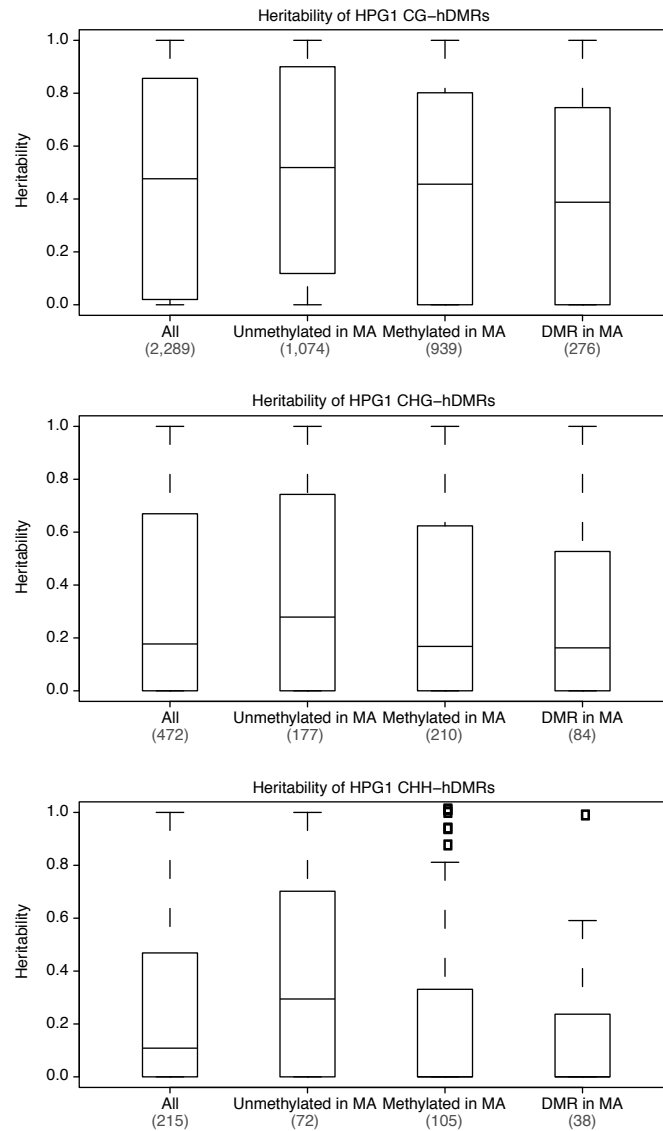 Heritability of HPG1 CG−hDMRs
1.0
0.8
0.6
0.4
0.2
0.0
Heritability
All Unmethylated in MA Methylated in MA DMR in MA
(2,289) (1,074) (939) (276)
Heritability of HPG1 CHG−hDMRs
1.0
0.8
0.6
0.4
0.2
0.0
Heritability
All Unmethylated in MA Methylated in MA DMR in MA
(472) (177) (210) (84)
Heritability of HPG1 CHH−hDMRs
1.0
0.8
0.6
0.4
0.2
0.0
Heritability
All Unmethylated in MA Methylated in MA DMR in MA
(215) (72) (105) (38)